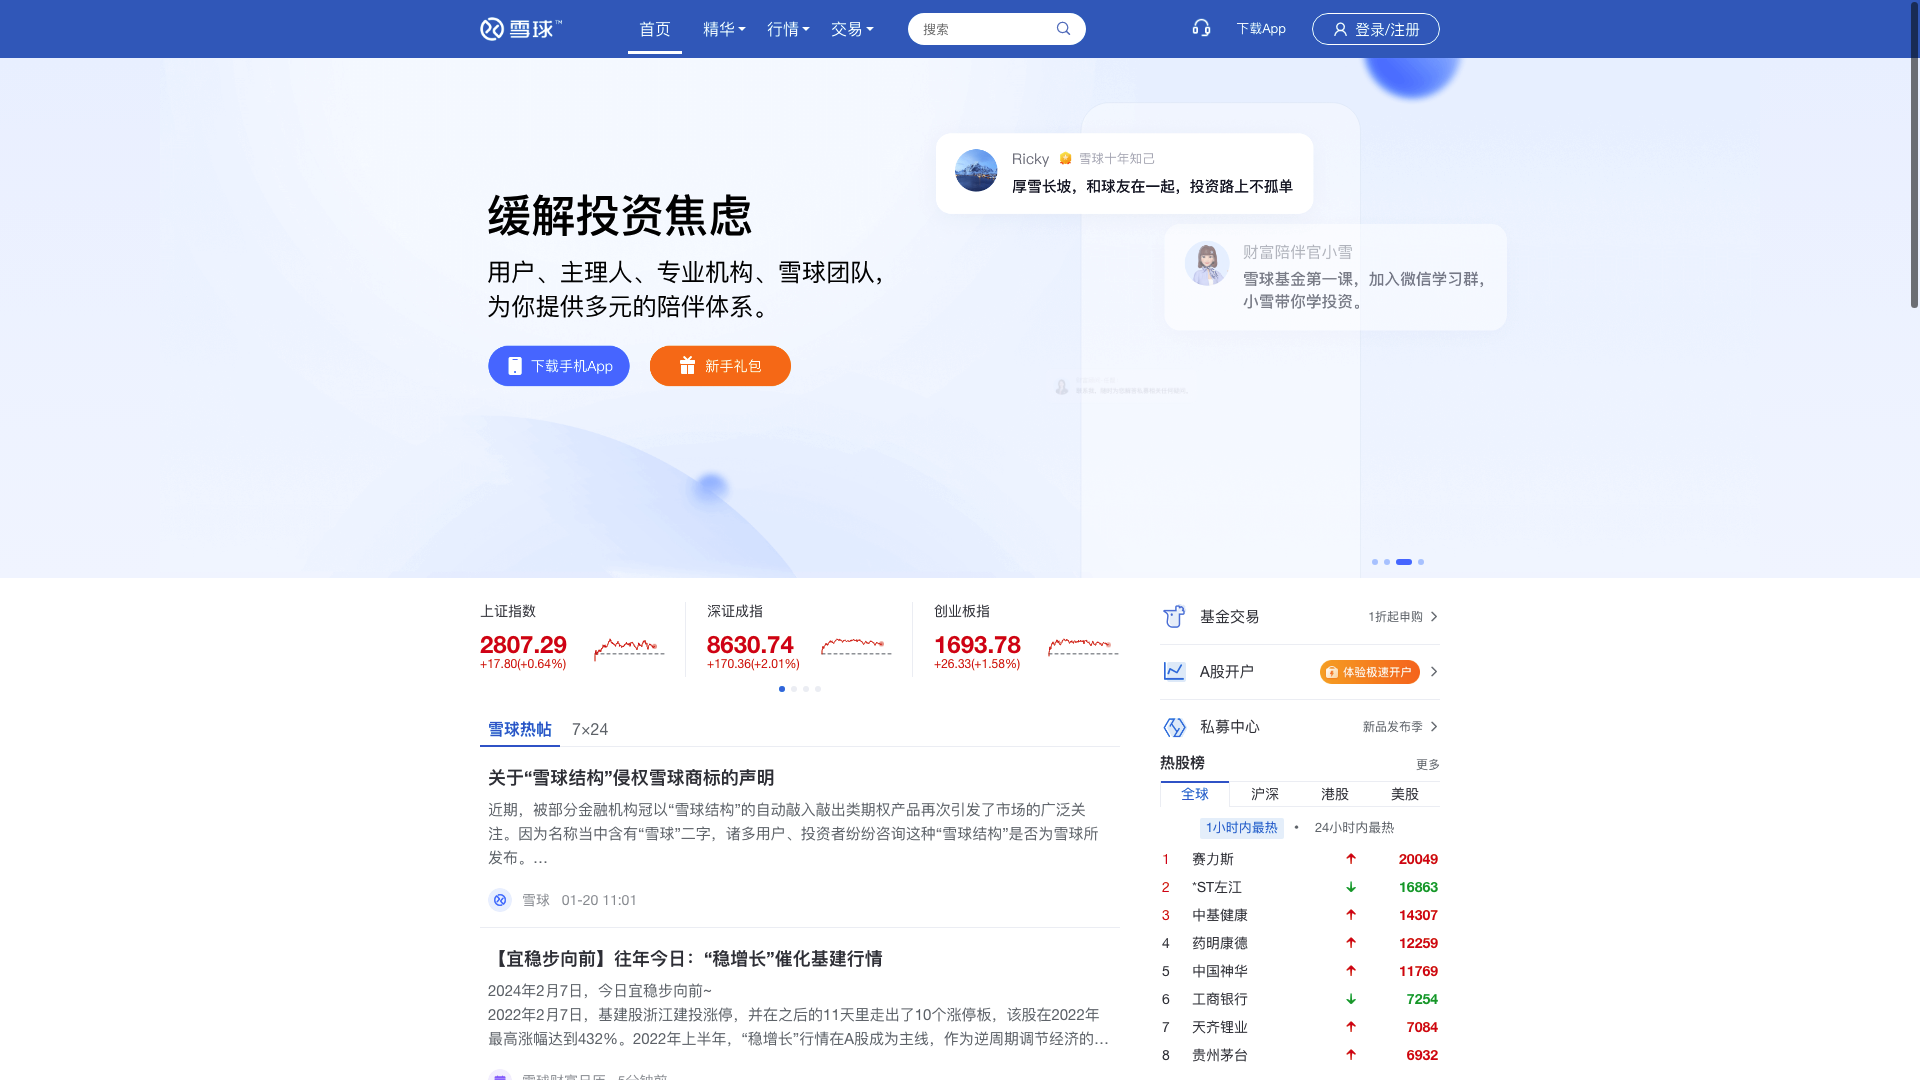 雪球™
首页
精华
行情
交易
搜索
下载App
登录/注册
Ricky 雪球十年知己
厚雪长坡，和球友在一起，投资路上不孤单
缓解投资焦虑
用户、主理人、专业机构、雪球团队，
为你提供多元的陪伴体系。
财富陪伴官小雪
雪球基金第一课，加入微信学习群，
小雪带你学投资。
下载手机App
新手礼包
上证指数
2807.29
+17.80(+0.64%)
深证成指
8630.74
+170.36(+2.01%)
创业板指
1693.78
+26.33(+1.58%)
基金交易 1折起申购
A股开户 体验极速开户
私募中心 新品发布季
雪球热帖 7×24
关于“雪球结构”侵权雪球商标的声明
近期，被部分金融机构冠以“雪球结构”的自动敲入敲出类期权产品再次引发了市场的广泛关
注。因为名称当中含有“雪球”二字，诸多用户、投资者纷纷咨询这种“雪球结构”是否为雪球所
发布。...
雪球 01-20 11:01
【宜稳步向前】往年今日：“稳增长”催化基建行情
2024年2月7日，今日宜稳步向前~
2022年2月7日，基建股浙江建投涨停，并在之后的11天里走出了10个涨停板，该股在2022年
最高涨幅达到432%。2022年上半年，“稳增长”行情在A股成为主线，作为逆周期调节经济的...
雪球财富日历 5分钟前
热股榜 更多
全球 沪深 港股 美股
1小时内最热 • 24小时内最热
1 赛力斯 20049
2 *ST左江 16863
3 中基健康 14307
4 药明康德 12259
5 中国神华 11769
6 工商银行 7254
7 天齐锂业 7084
8 贵州茅台 6932